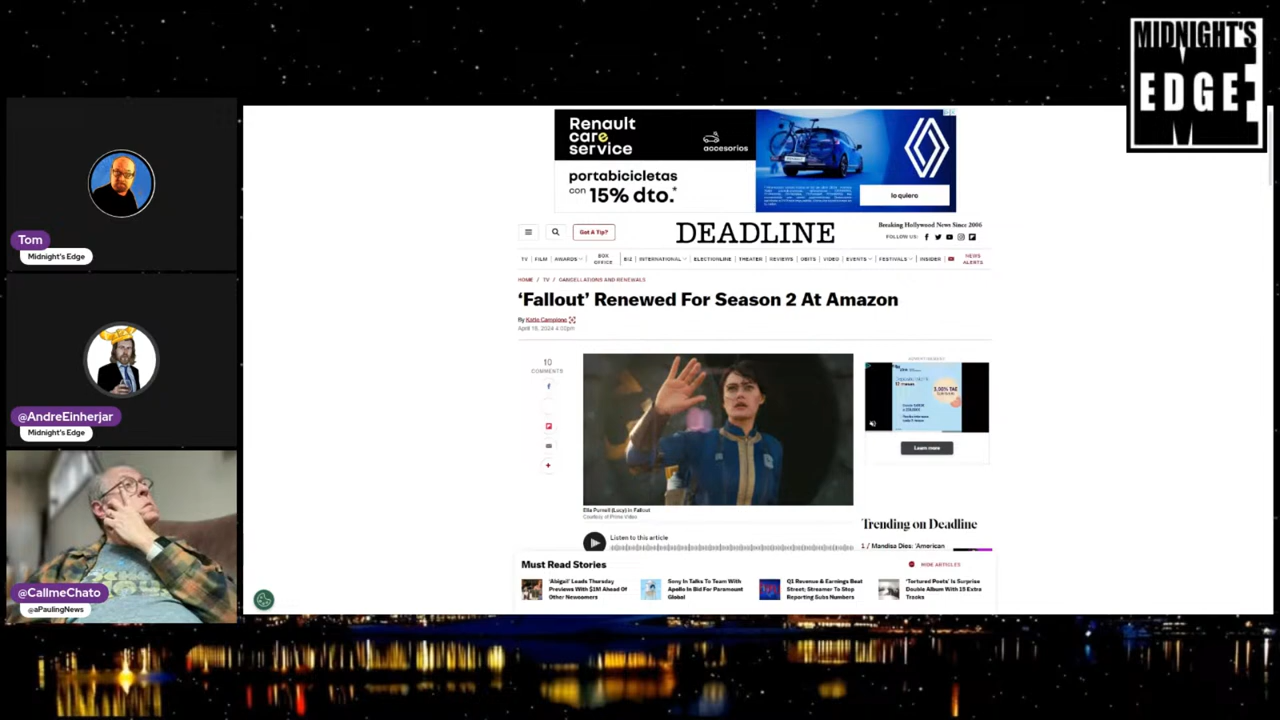 MIDNIGHT'S
EDGE
Tom
Midnight's Edge
@AndreEinherjar
Midnight's Edge
@CallmeChato
@aPaulingNews
Renault
care
service
accesorios
portabicicletas
con 15% dto.*
lo quiero
Got A Tip?
DEADLINE
Breaking Hollywood News Since 2006
FOLLOW US:
TV FILM AWARDS BOX OFFICE BIZ INTERNATIONAL ELECTIONLINE THEATER REVIEWS OBITS VIDEO EVENTS FESTIVALS INSIDER NEWS ALERTS
HOME / TV / CANCELLATIONS AND RENEWALS
‘Fallout’ Renewed For Season 2 At Amazon
By Katie Campione
April 18, 2024 4:02pm
10
COMMENTS
Learn more
Ella Purnell (Lucy) in Fallout
Courtesy of Prime Video
Listen to this article
Trending on Deadline
1 / Mandisa Dies: ‘American
Must Read Stories
HIDE ARTICLES
‘Abigail’ Leads Thursday
Previews With $1M Ahead Of
Other Newcomers
Sony In Talks To Team With
Apollo In Bid For Paramount
Global
Q1 Revenue & Earnings Beat
Street; Streamer To Stop
Reporting Subs Numbers
‘Tortured Poets’ Is Surprise
Double Album With 15 Extra
Tracks